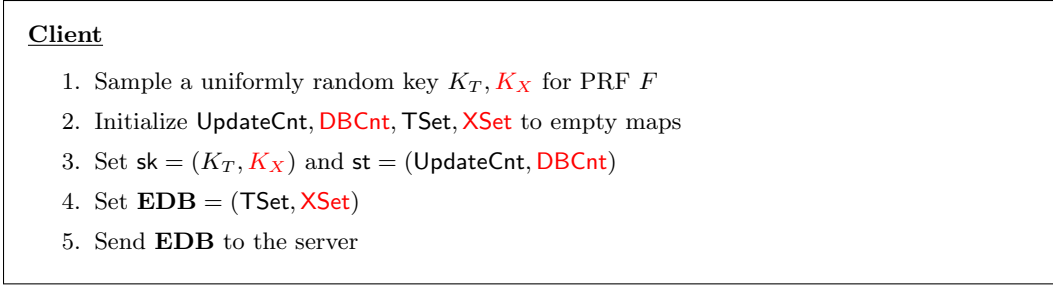 Client
1. Sample a uniformly random key K_T, K_X for PRF F
2. Initialize UpdateCnt, DBCnt, TSet, XSet to empty maps
3. Set sk = (K_T, K_X) and st = (UpdateCnt, DBCnt)
4. Set EDB = (TSet, XSet)
5. Send EDB to the server